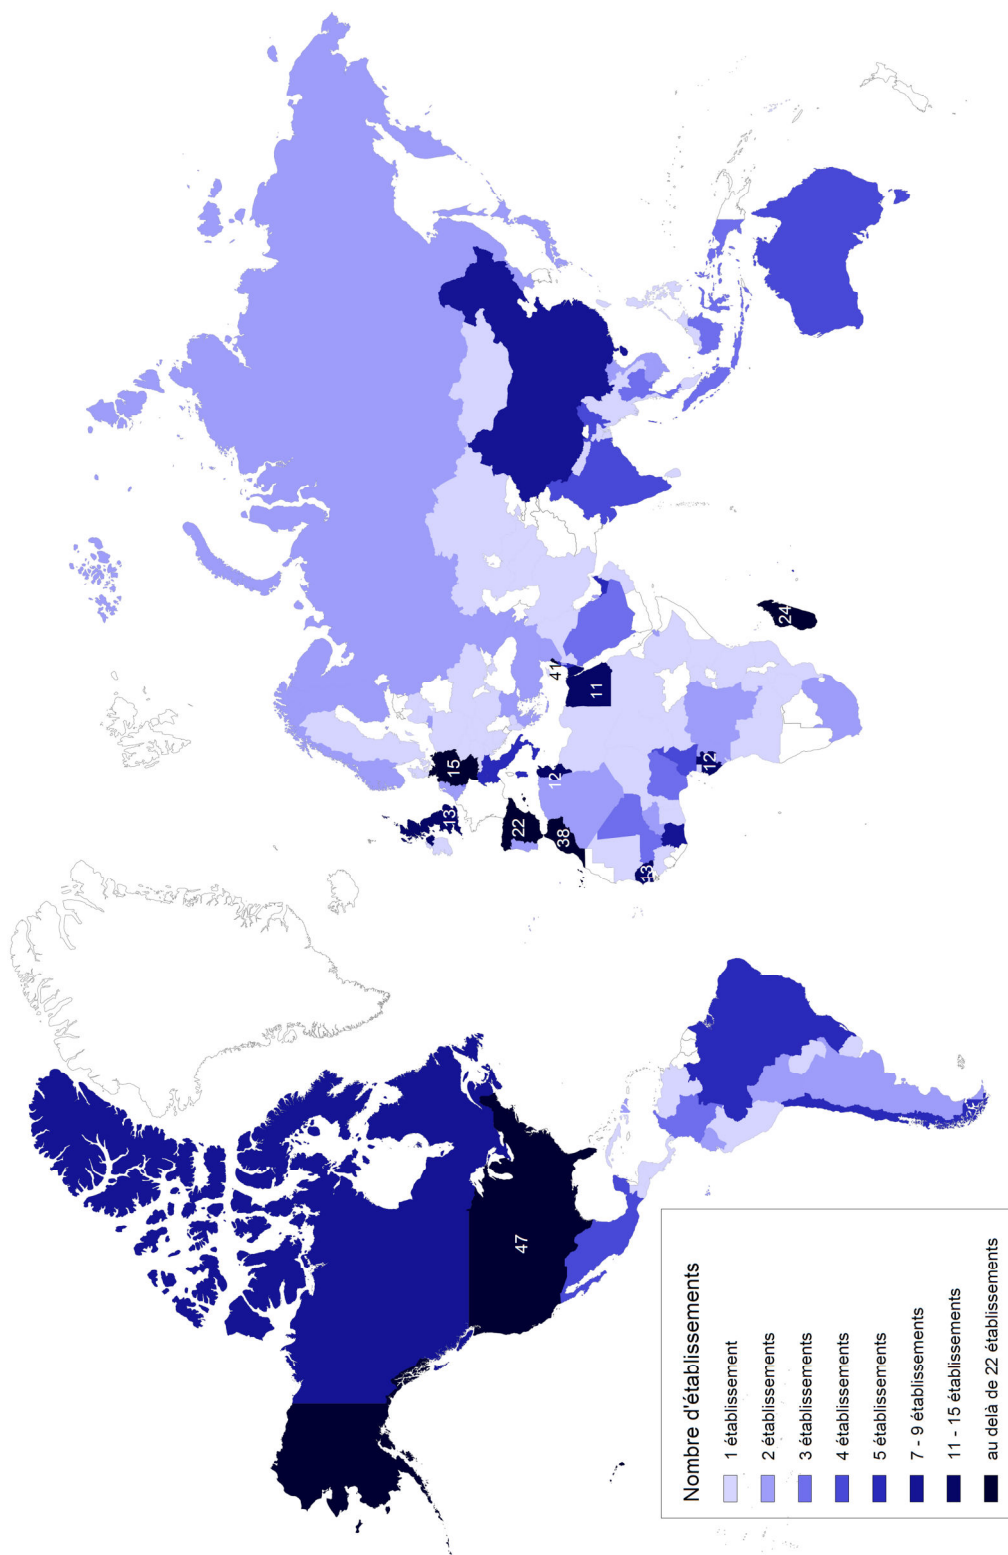 47
13
22
38
15
12
13
12
41
11
24
Nombre d'établissements
1 établissement
2 établissements
3 établissements
4 établissements
5 établissements
7 - 9 établissements
11 - 15 établissements
au delà de 22 établissements